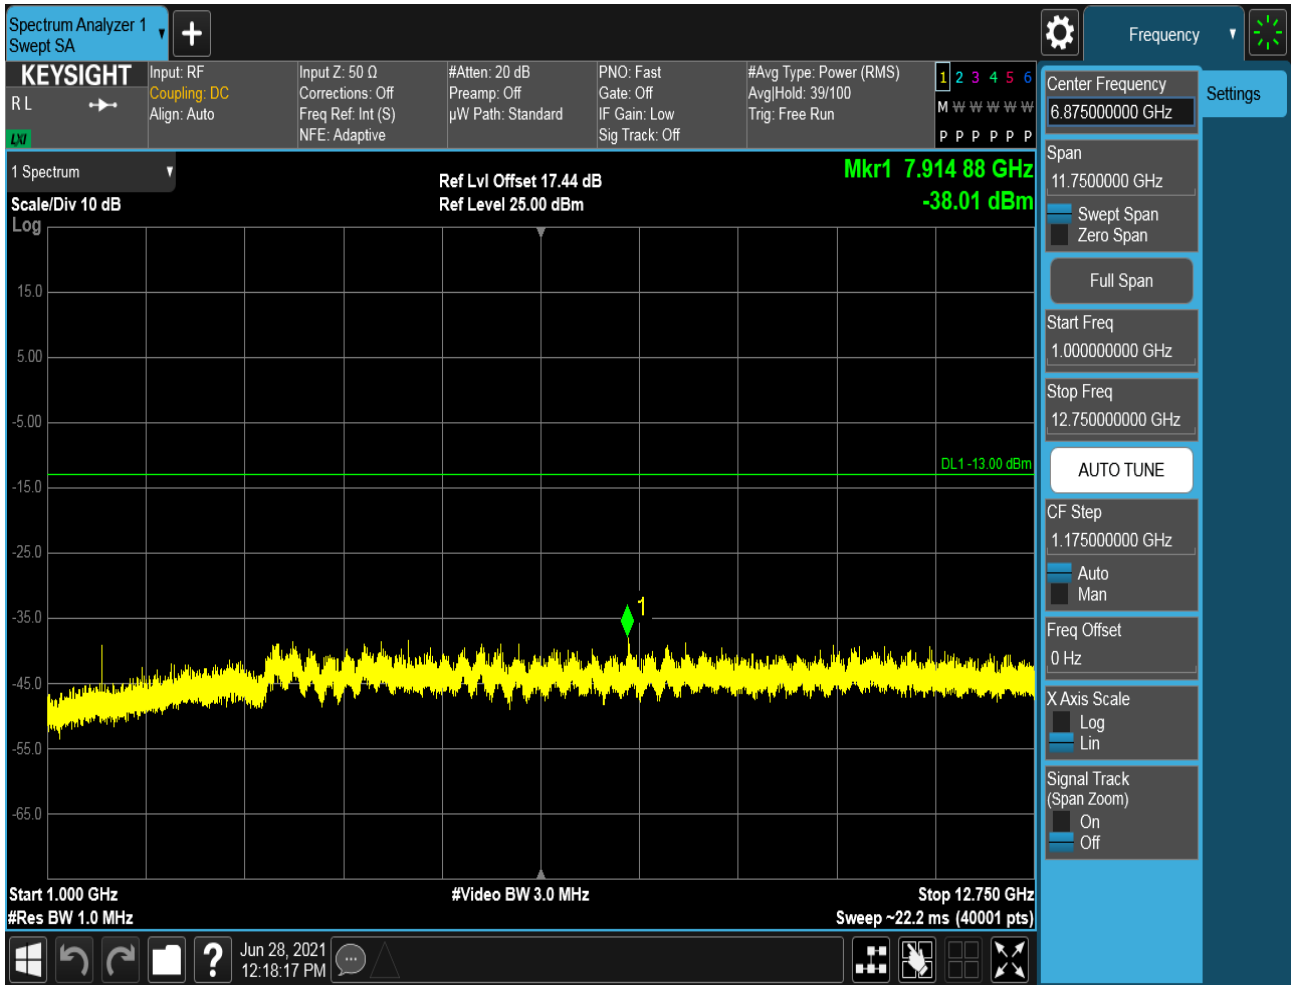 Spectrum Analyzer 1
Swept SA
Frequency
KEYSIGHT
R L
LXI
Input: RF
Coupling: DC
Align: Auto
Input Z: 50 Ω
Corrections: Off
Freq Ref: Int (S)
NFE: Adaptive
#Atten: 20 dB
Preamp: Off
µW Path: Standard
PNO: Fast
Gate: Off
IF Gain: Low
Sig Track: Off
#Avg Type: Power (RMS)
Avg|Hold: 39/100
Trig: Free Run
1 2 3 4 5 6
M W W W W W
P P P P P P
1 Spectrum
Scale/Div 10 dB
Log
Ref Lvl Offset 17.44 dB
Ref Level 25.00 dBm
Mkr1 7.914 88 GHz
-38.01 dBm
15.0
5.00
-5.00
DL1 -13.00 dBm
-15.0
-25.0
1
-35.0
-45.0
-55.0
-65.0
Start 1.000 GHz
#Video BW 3.0 MHz
Stop 12.750 GHz
#Res BW 1.0 MHz
Sweep ~22.2 ms (40001 pts)
?
Jun 28, 2021
12:18:17 PM
Center Frequency
6.875000000 GHz
Settings
Span
11.7500000 GHz
Swept Span
Zero Span
Full Span
Start Freq
1.000000000 GHz
Stop Freq
12.750000000 GHz
AUTO TUNE
CF Step
1.175000000 GHz
Auto
Man
Freq Offset
0 Hz
X Axis Scale
Log
Lin
Signal Track
(Span Zoom)
On
Off